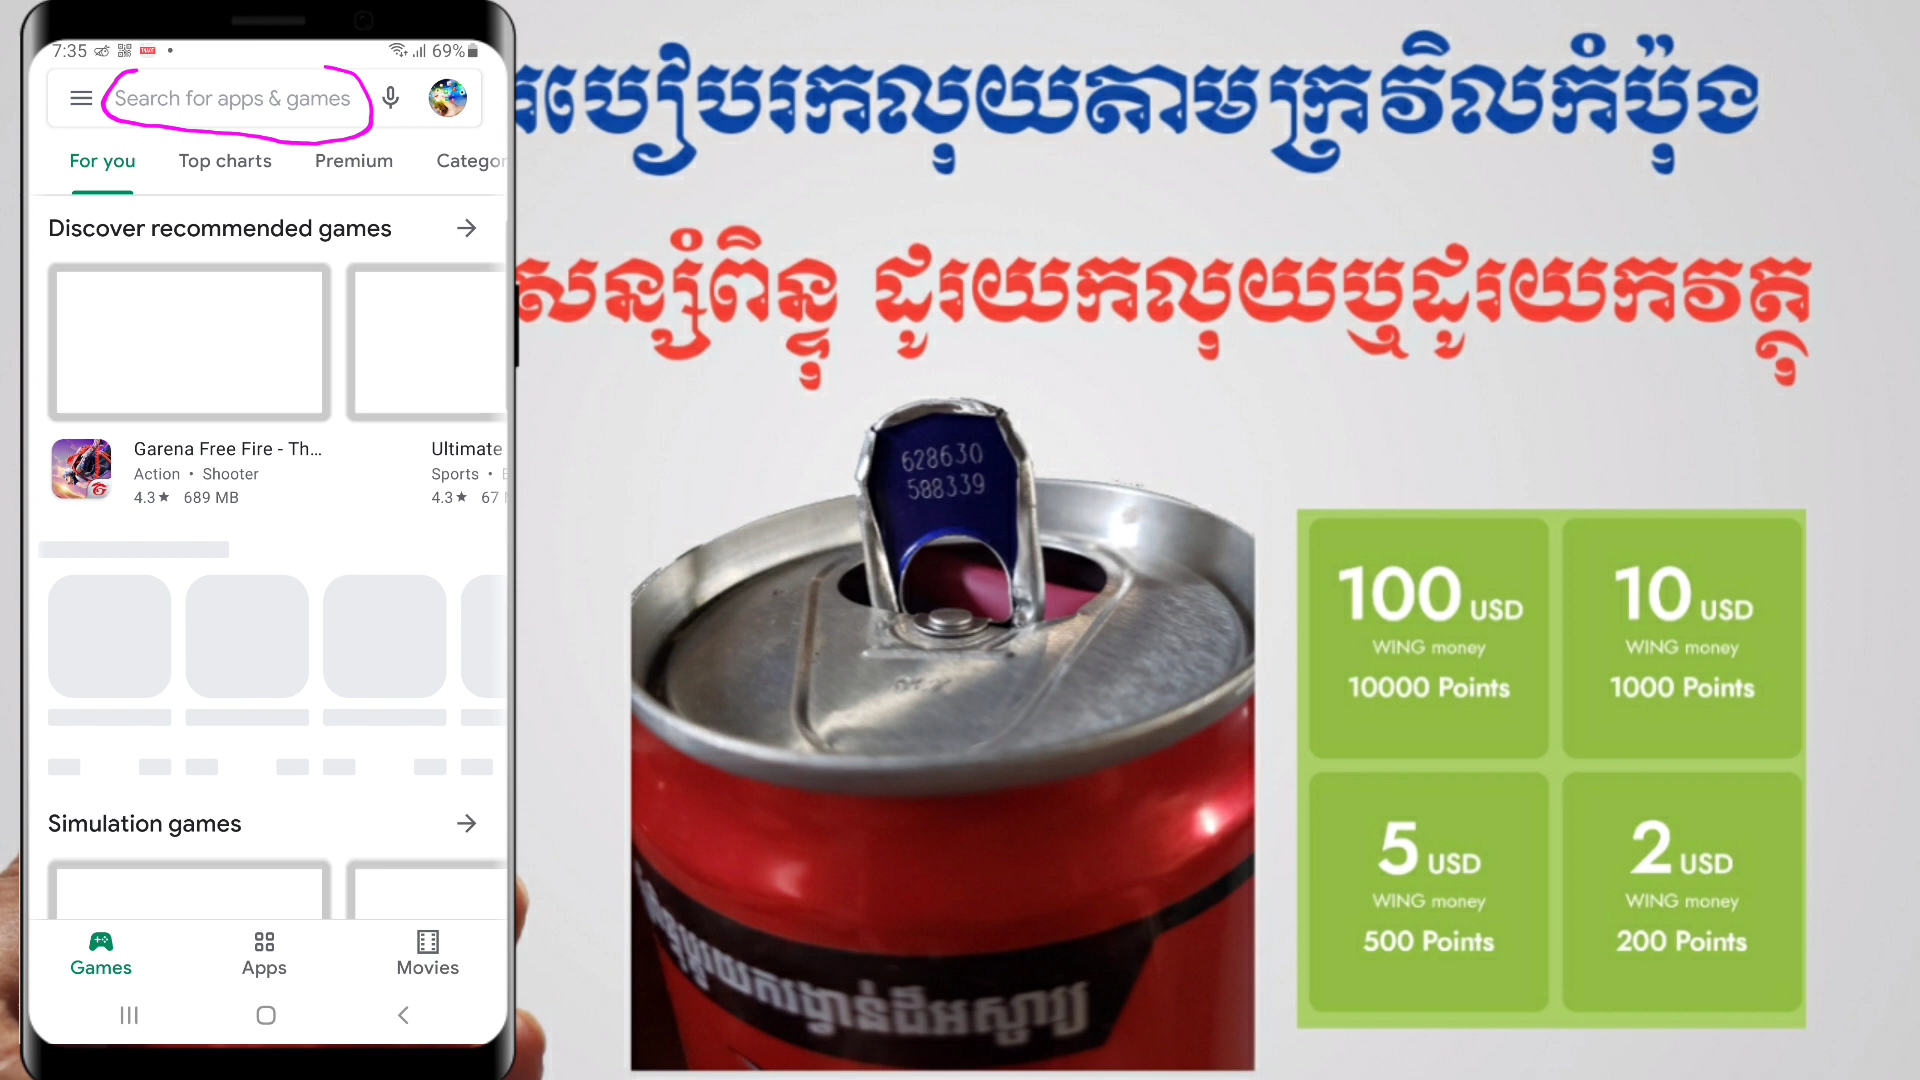 7:35
69%
Search for apps & games
For you Top charts Premium Categor
Discover recommended games
Garena Free Fire - Th...
Action • Shooter
4.3★ 689 MB
Ultimate
Sports •
4.3★ 67
Simulation games
Games Apps Movies
របៀបរកលុយតាមក្រវិលកំប៉ុង
សន្សំពិន្ទុ ដូរយកលុយឬដូរយកវត្ថុ
628630
588339
100 USD
WING money
10000 Points
10 USD
WING money
1000 Points
5 USD
WING money
500 Points
2 USD
WING money
200 Points